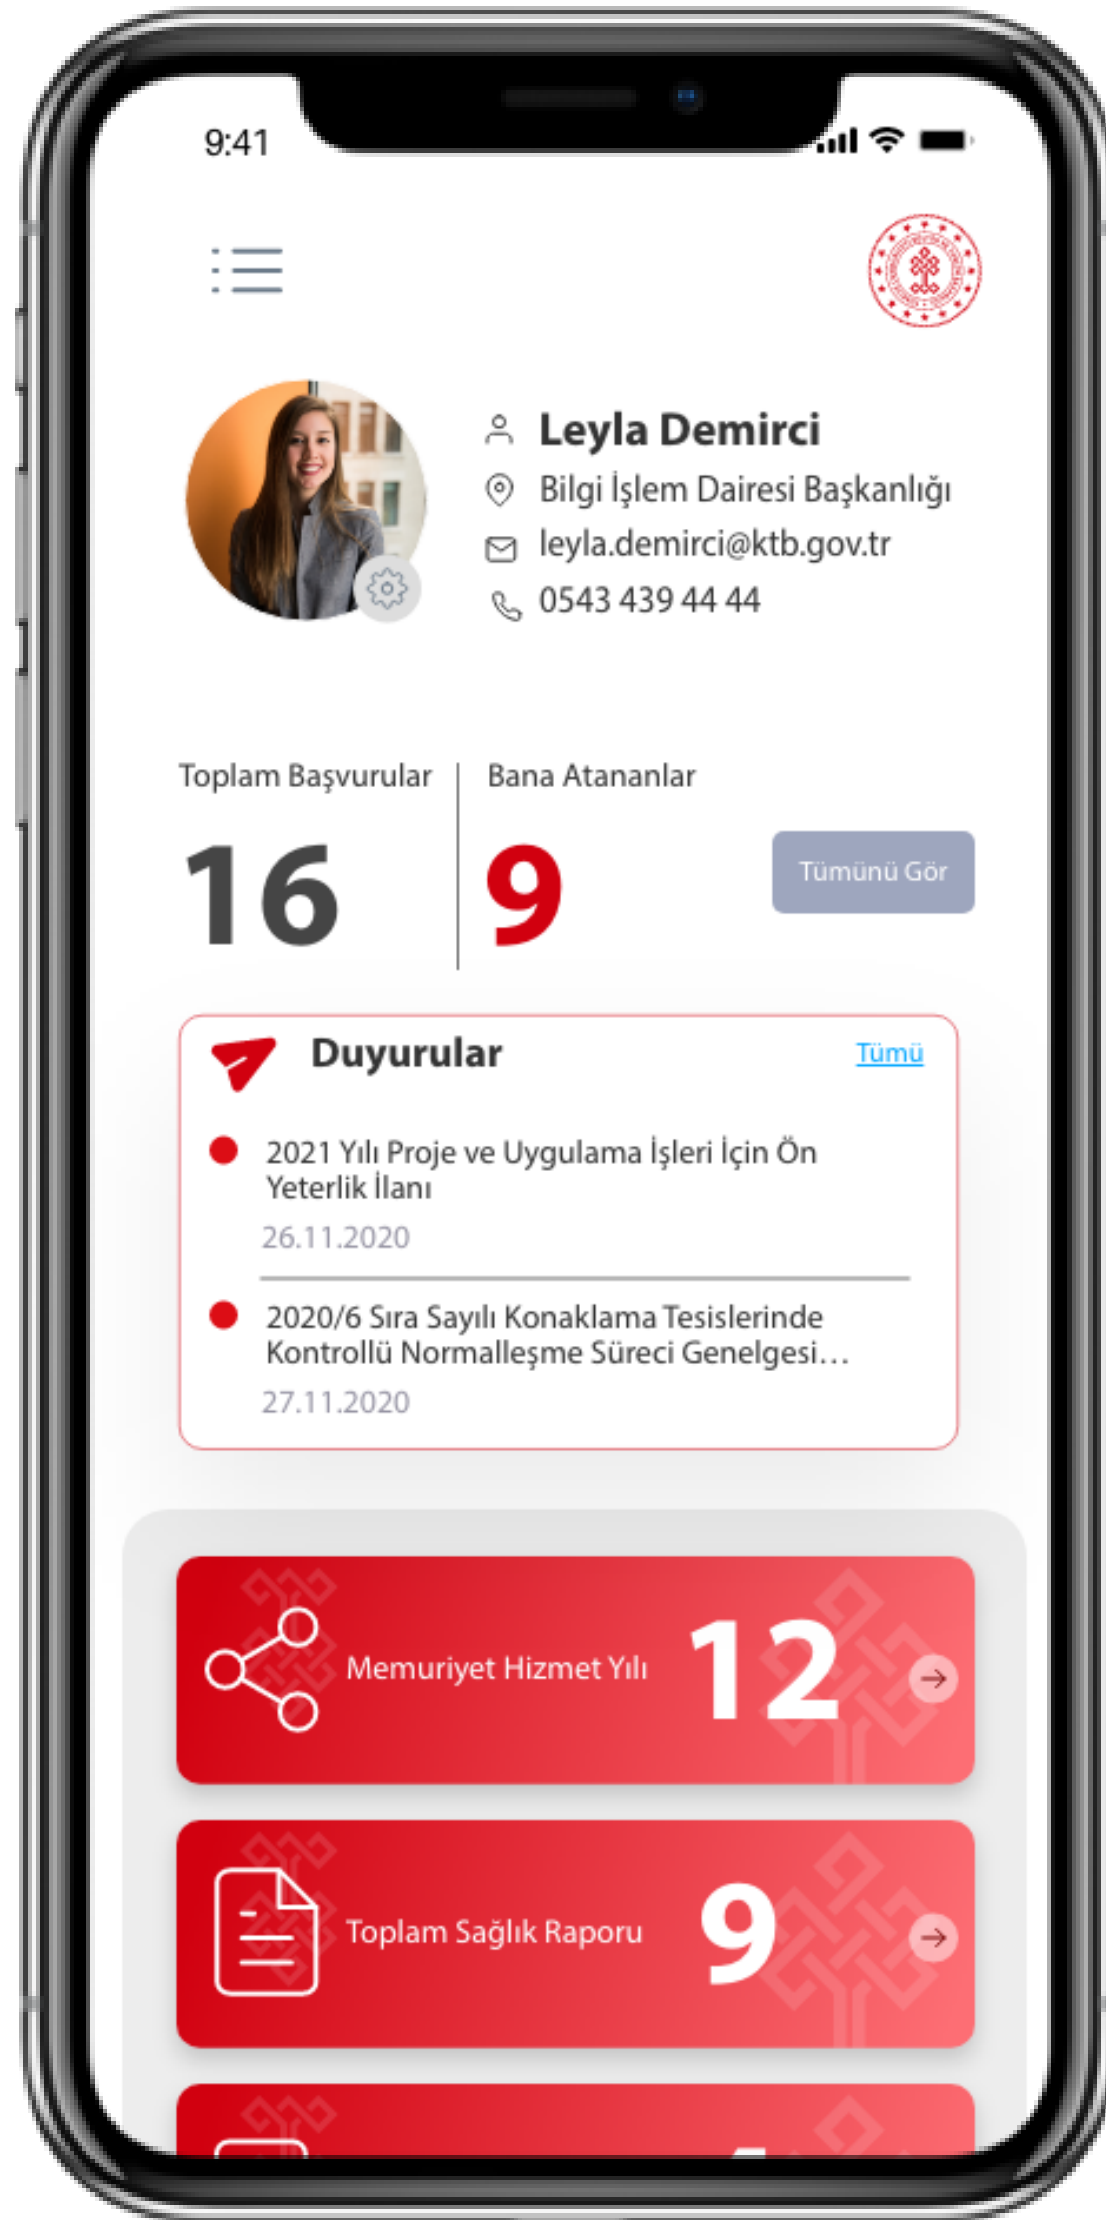 9:41
Leyla Demirci
Bilgi İşlem Dairesi Başkanlığı
leyla.demirci@ktb.gov.tr
0543 439 44 44
Toplam Başvurular
Bana Atananlar
16
9
Tümünü Gör
Duyurular
Tümü
2021 Yılı Proje ve Uygulama İşleri İçin Ön
Yeterlik İlanı
26.11.2020
2020/6 Sıra Sayılı Konaklama Tesislerinde
Kontrollü Normalleşme Süreci Genelgesi...
27.11.2020
Memuriyet Hizmet Yılı
12
Toplam Sağlık Raporu
9